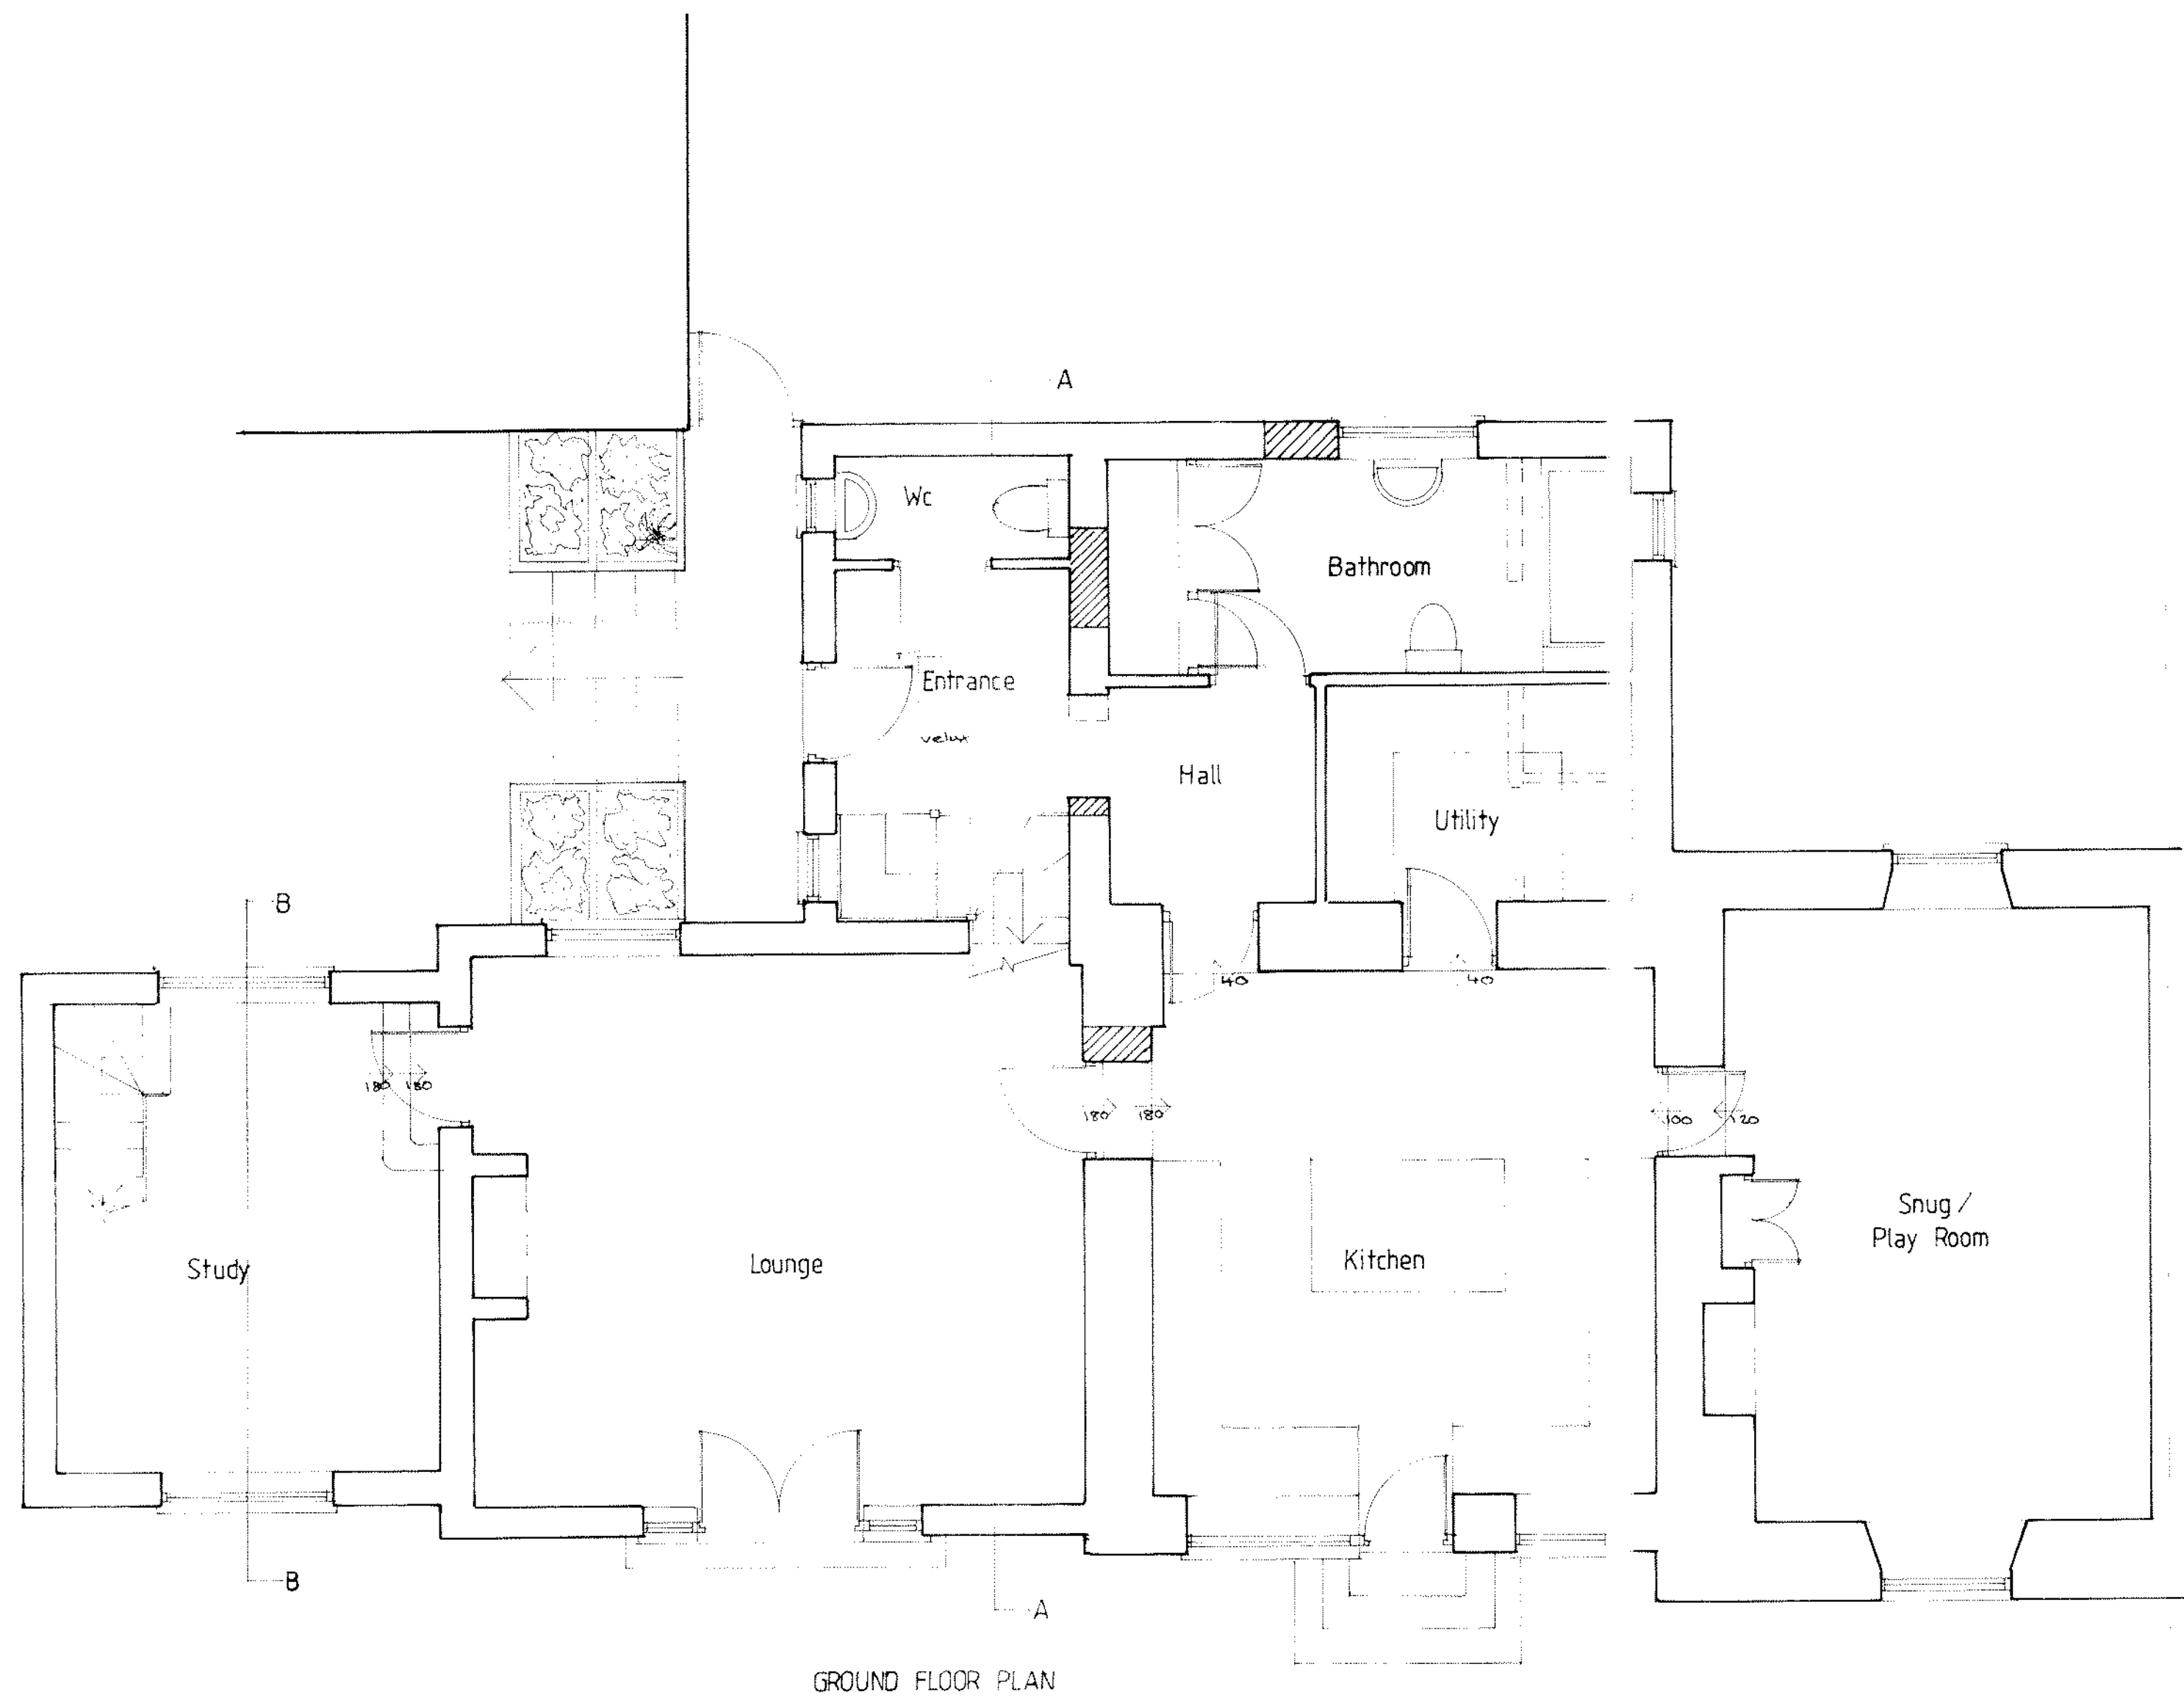 A
Wc
Bathroom
Entrance
velux
Hall
Utility
B
40
40
180 180
180 180
100 120
Snug /
Play Room
Study
Lounge
Kitchen
N
B
A
GROUND FLOOR PLAN